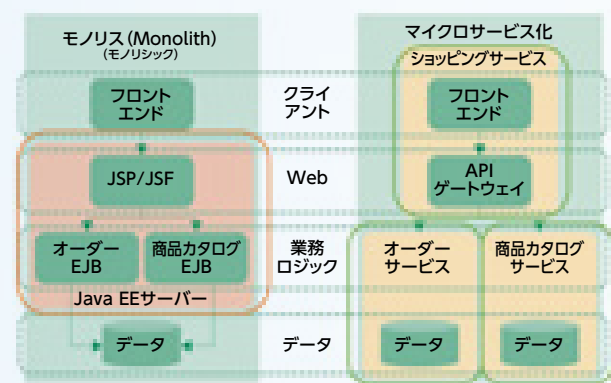 モノリス(Monolith)
(モノリシック)
マイクロサービス化
ショッピングサービス
フロント
エンド
クライ
アント
フロント
エンド
JSP/JSF
Web
API
ゲートウェイ
オーダー
EJB
商品カタログ
EJB
業務
ロジック
オーダー
サービス
商品カタログ
サービス
Java EEサーバー
データ
データ
データ
データ